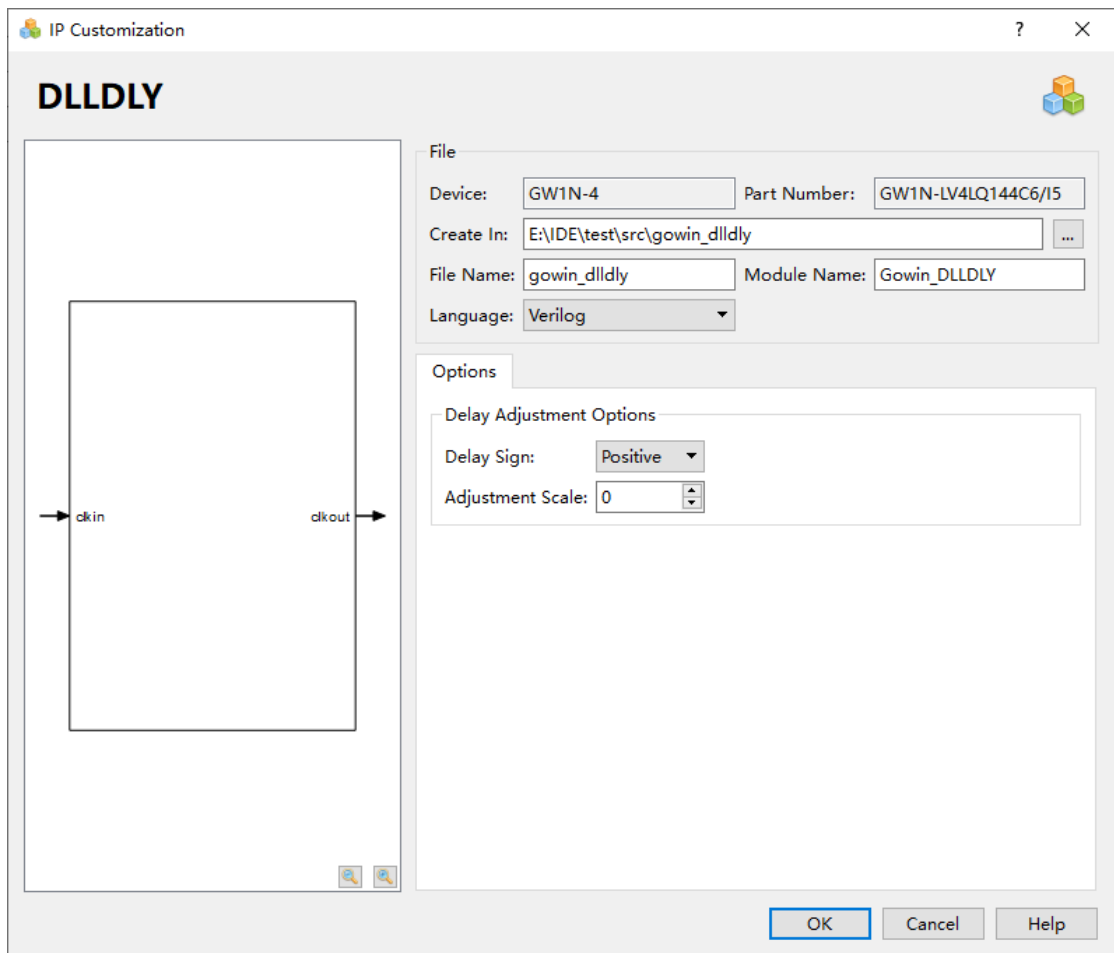 IP Customization
?
DLLDLY
clkin
clkout
File
Device: GW1N-4 Part Number: GW1N-LV4LQ144C6/I5
Create In: E:\IDE\test\src\gowin_dlldly ...
File Name: gowin_dlldly Module Name: Gowin_DLLDLY
Language: Verilog
Options
Delay Adjustment Options
Delay Sign: Positive
Adjustment Scale: 0
OK Cancel Help